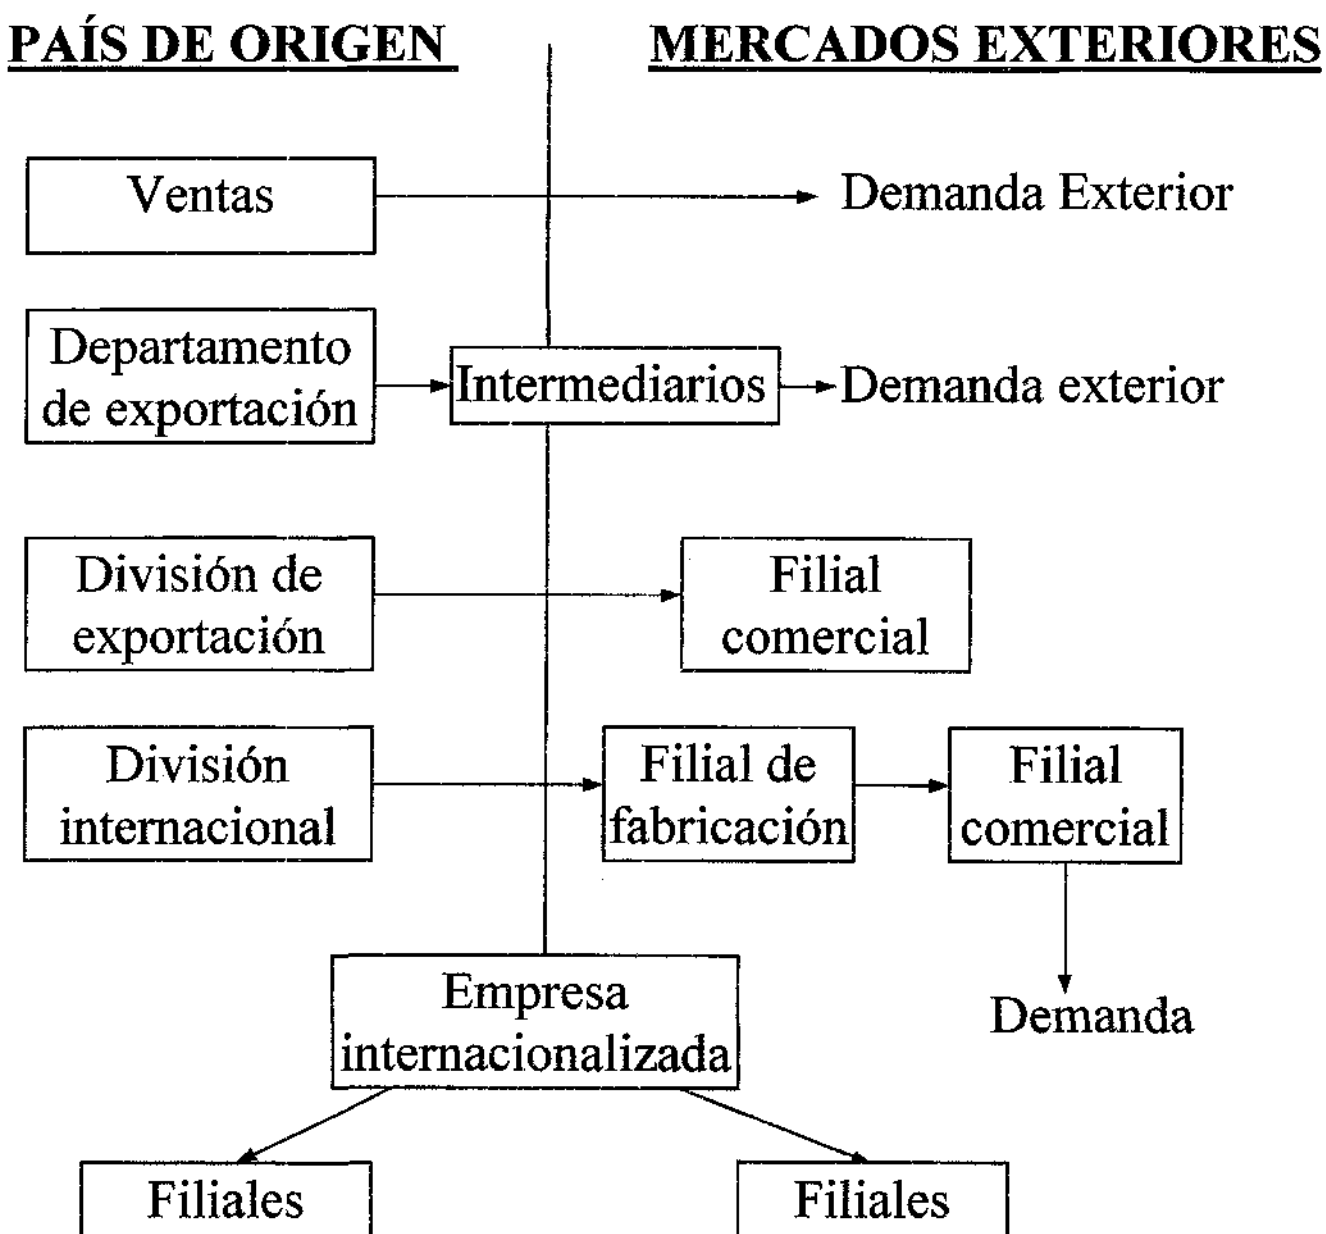 PAÍS DE ORIGEN
MERCADOS EXTERIORES
Ventas
Demanda Exterior
Departamento
de exportación
Intermediarios
Demanda exterior
División de
exportación
Filial
comercial
División
internacional
Filial de
fabricación
Filial
comercial
Demanda
Empresa
internacionalizada
Filiales
Filiales